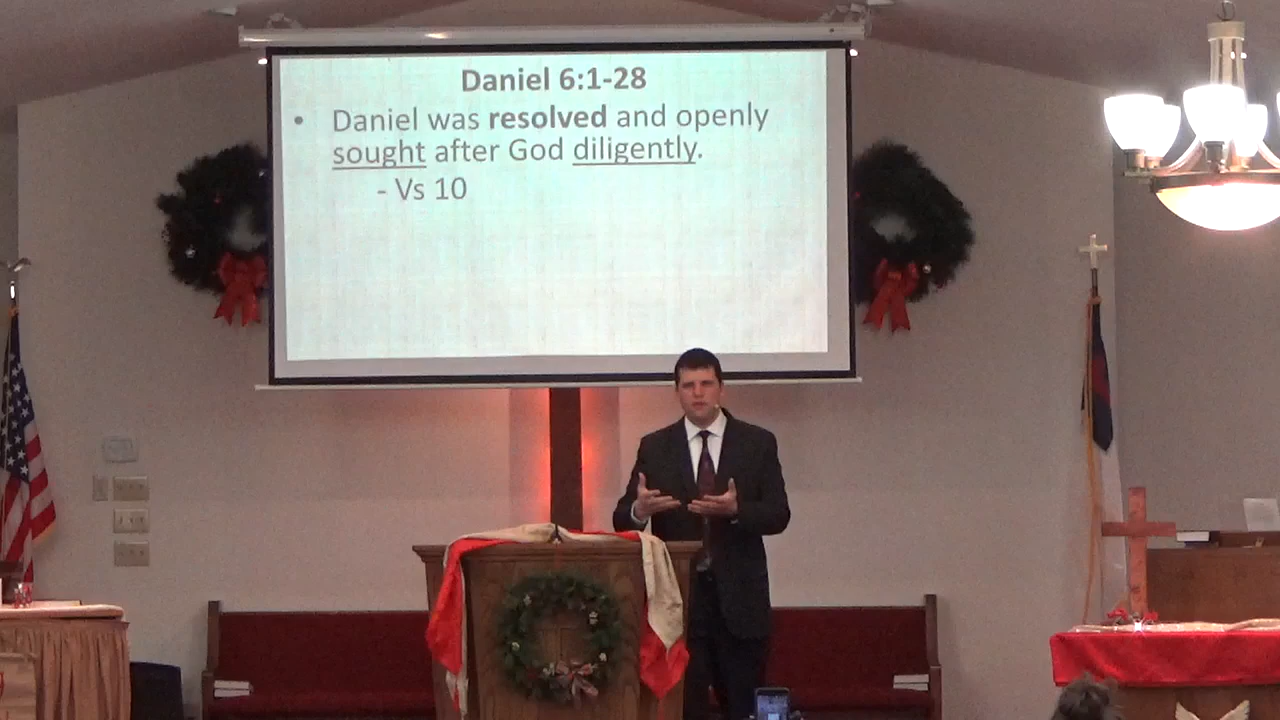 Daniel 6:1-28
• Daniel was resolved and openly
sought after God diligently.
- Vs 10